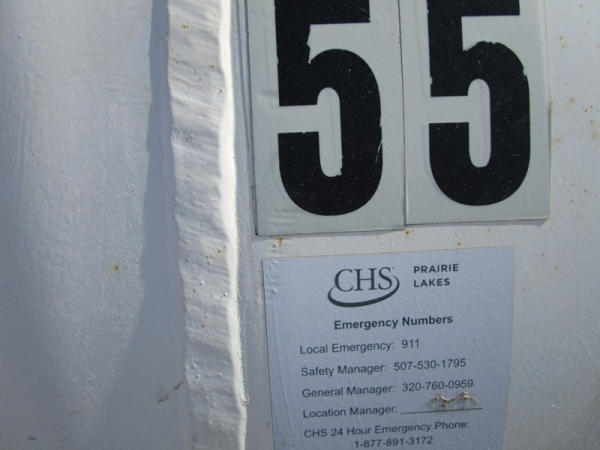 55
CHS PRAIRIE LAKES
Emergency Numbers
Local Emergency: 911
Safety Manager: 507-530-1795
General Manager: 320-760-0959
Location Manager:
CHS 24 Hour Emergency Phone:
1-877-891-3172